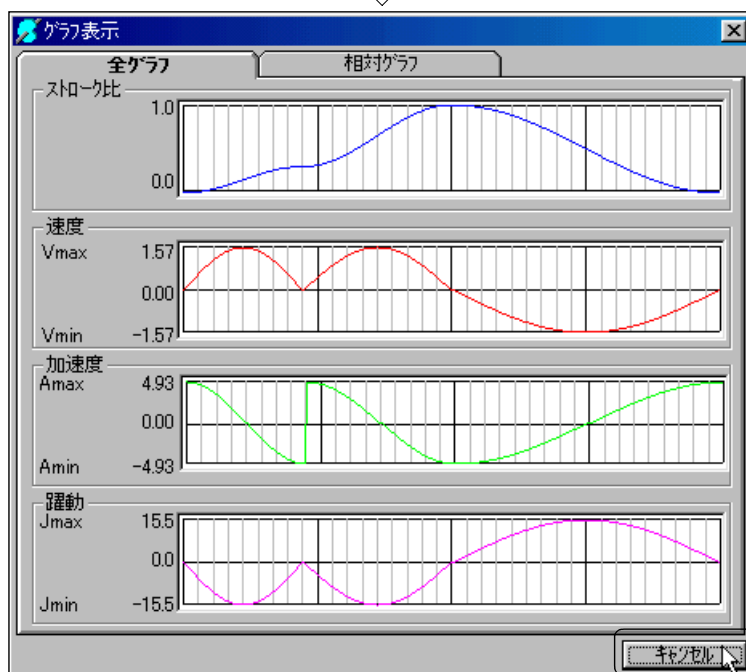 グラフ表示
全グラフ 相対グラフ
ストローク比
1.0
0.0
速度
Vmax 1.57
0.00
Vmin -1.57
加速度
Amax 4.93
0.00
Amin -4.93
躍動
Jmax 15.5
0.0
Jmin -15.5
キャンセル